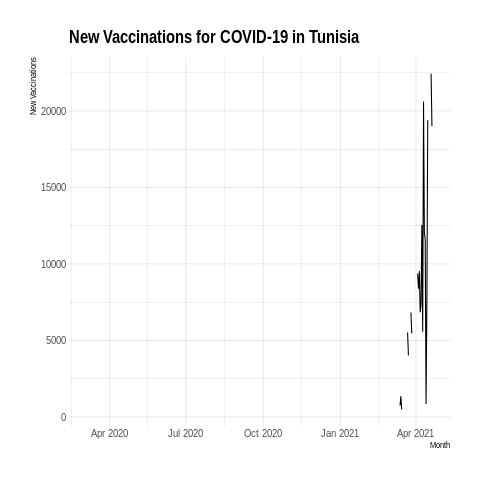 New Vaccinations for COVID-19 in Tunisia
New Vaccinations
20000
15000
10000
5000
0
Apr 2020 Jul 2020 Oct 2020 Jan 2021 Apr 2021
Month